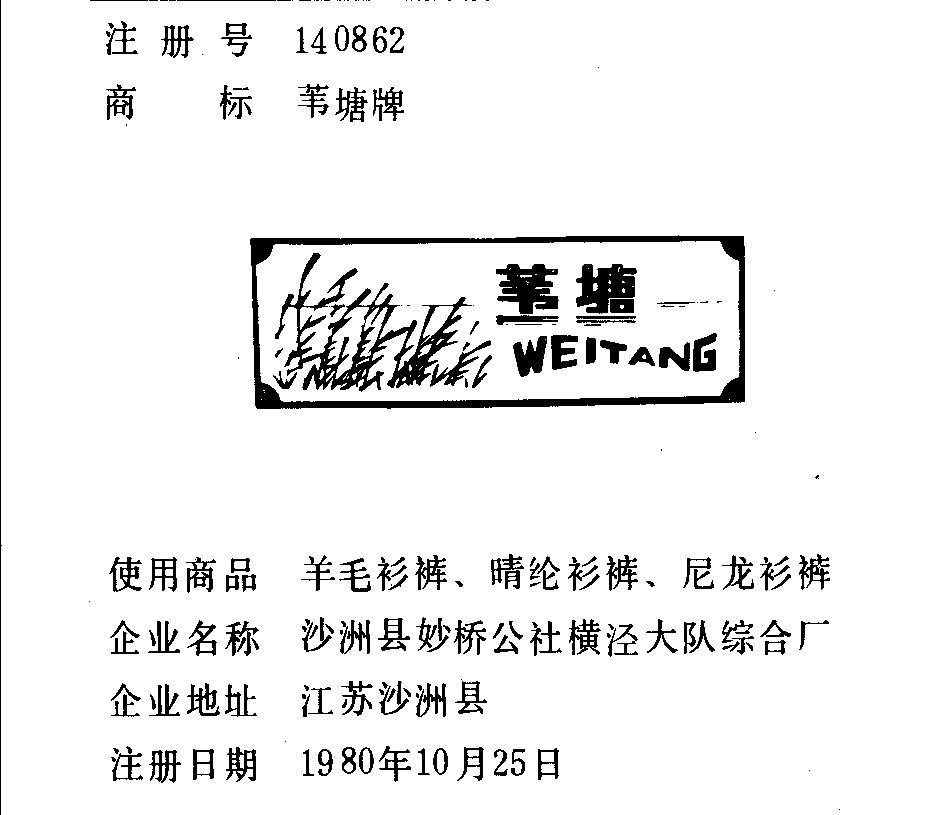 注册号 140862
商标 苇塘牌
苇塘
WEITANG
使用商品 羊毛衫裤、晴纶衫裤、尼龙衫裤
企业名称 沙洲县妙桥公社横泾大队综合厂
企业地址 江苏沙洲县
注册日期 1980年10月25日